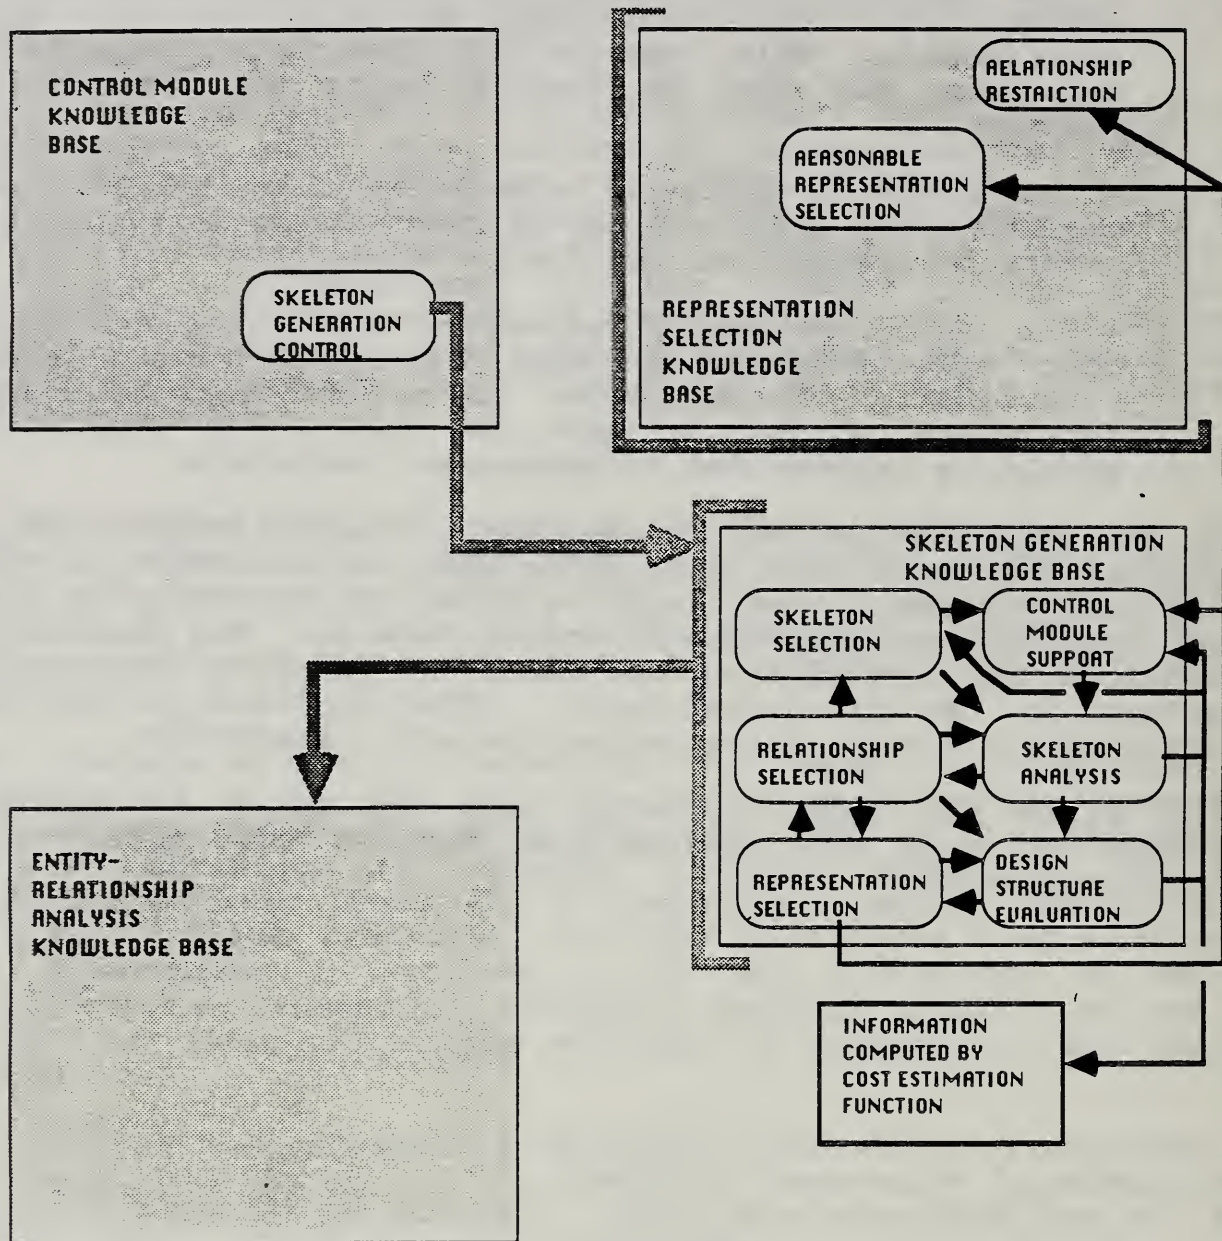 CONTROL MODULE
KNOWLEDGE
BASE
SKELETON
GENERATION
CONTROL
RELATIONSHIP
RESTRICTION
REASONABLE
REPRESENTATION
SELECTION
REPRESENTATION
SELECTION
KNOWLEDGE
BASE
SKELETON GENERATION
KNOWLEDGE BASE
SKELETON
SELECTION
CONTROL
MODULE
SUPPORT
RELATIONSHIP
SELECTION
SKELETON
ANALYSIS
REPRESENTATION
SELECTION
DESIGN
STRUCTURE
EVALUATION
ENTITY-
RELATIONSHIP
ANALYSIS
KNOWLEDGE BASE
INFORMATION
COMPUTED BY
COST ESTIMATION
FUNCTION